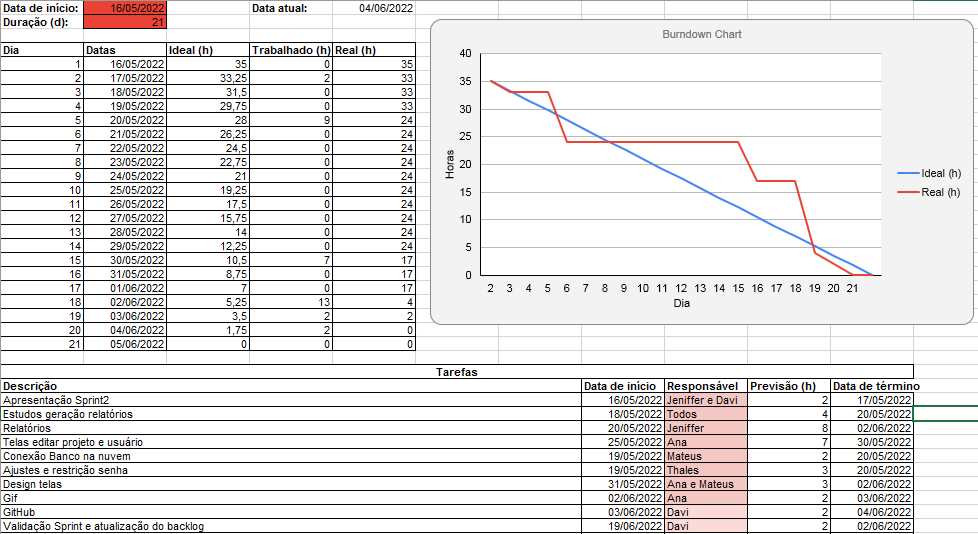 Data de início: 16/05/2022 Data atual: 04/06/2022
Duração (d): 21
Dia Datas Ideal (h) Trabalhado (h) Real (h)
1 16/05/2022 35 0 35
2 17/05/2022 33,25 2 33
3 18/05/2022 31,5 0 33
4 19/05/2022 29,75 0 33
5 20/05/2022 28 9 24
6 21/05/2022 26,25 0 24
7 22/05/2022 24,5 0 24
8 23/05/2022 22,75 0 24
9 24/05/2022 21 0 24
10 25/05/2022 19,25 0 24
11 26/05/2022 17,5 0 24
12 27/05/2022 15,75 0 24
13 28/05/2022 14 0 24
14 29/05/2022 12,25 0 24
15 30/05/2022 10,5 7 17
16 31/05/2022 8,75 0 17
17 01/06/2022 7 0 17
18 02/06/2022 5,25 13 4
19 03/06/2022 3,5 2 2
20 04/06/2022 1,75 2 0
21 05/06/2022 0 0 0
Burndown Chart
40
35
30
25
20
15
10
5
0
Horas
2 3 4 5 6 7 8 9 10 11 12 13 14 15 16 17 18 19 20 21
Dia
Ideal (h)
Real (h)
Tarefas
Descrição Data de início Responsável Previsão (h) Data de término
Apresentação Sprint2 16/05/2022 Jeniffer e Davi 2 17/05/2022
Estudos geração relatórios 18/05/2022 Todos 4 20/05/2022
Relatórios 20/05/2022 Jeniffer 8 02/06/2022
Telas editar projeto e usuário 25/05/2022 Ana 7 30/05/2022
Conexão Banco na nuvem 19/05/2022 Mateus 2 20/05/2022
Ajustes e restrição senha 19/05/2022 Thales 3 20/05/2022
Design telas 31/05/2022 Ana e Mateus 3 02/06/2022
Gif 02/06/2022 Ana 2 03/06/2022
GitHub 03/06/2022 Davi 2 04/06/2022
Validação Sprint e atualização do backlog 19/06/2022 Davi 2 02/06/2022